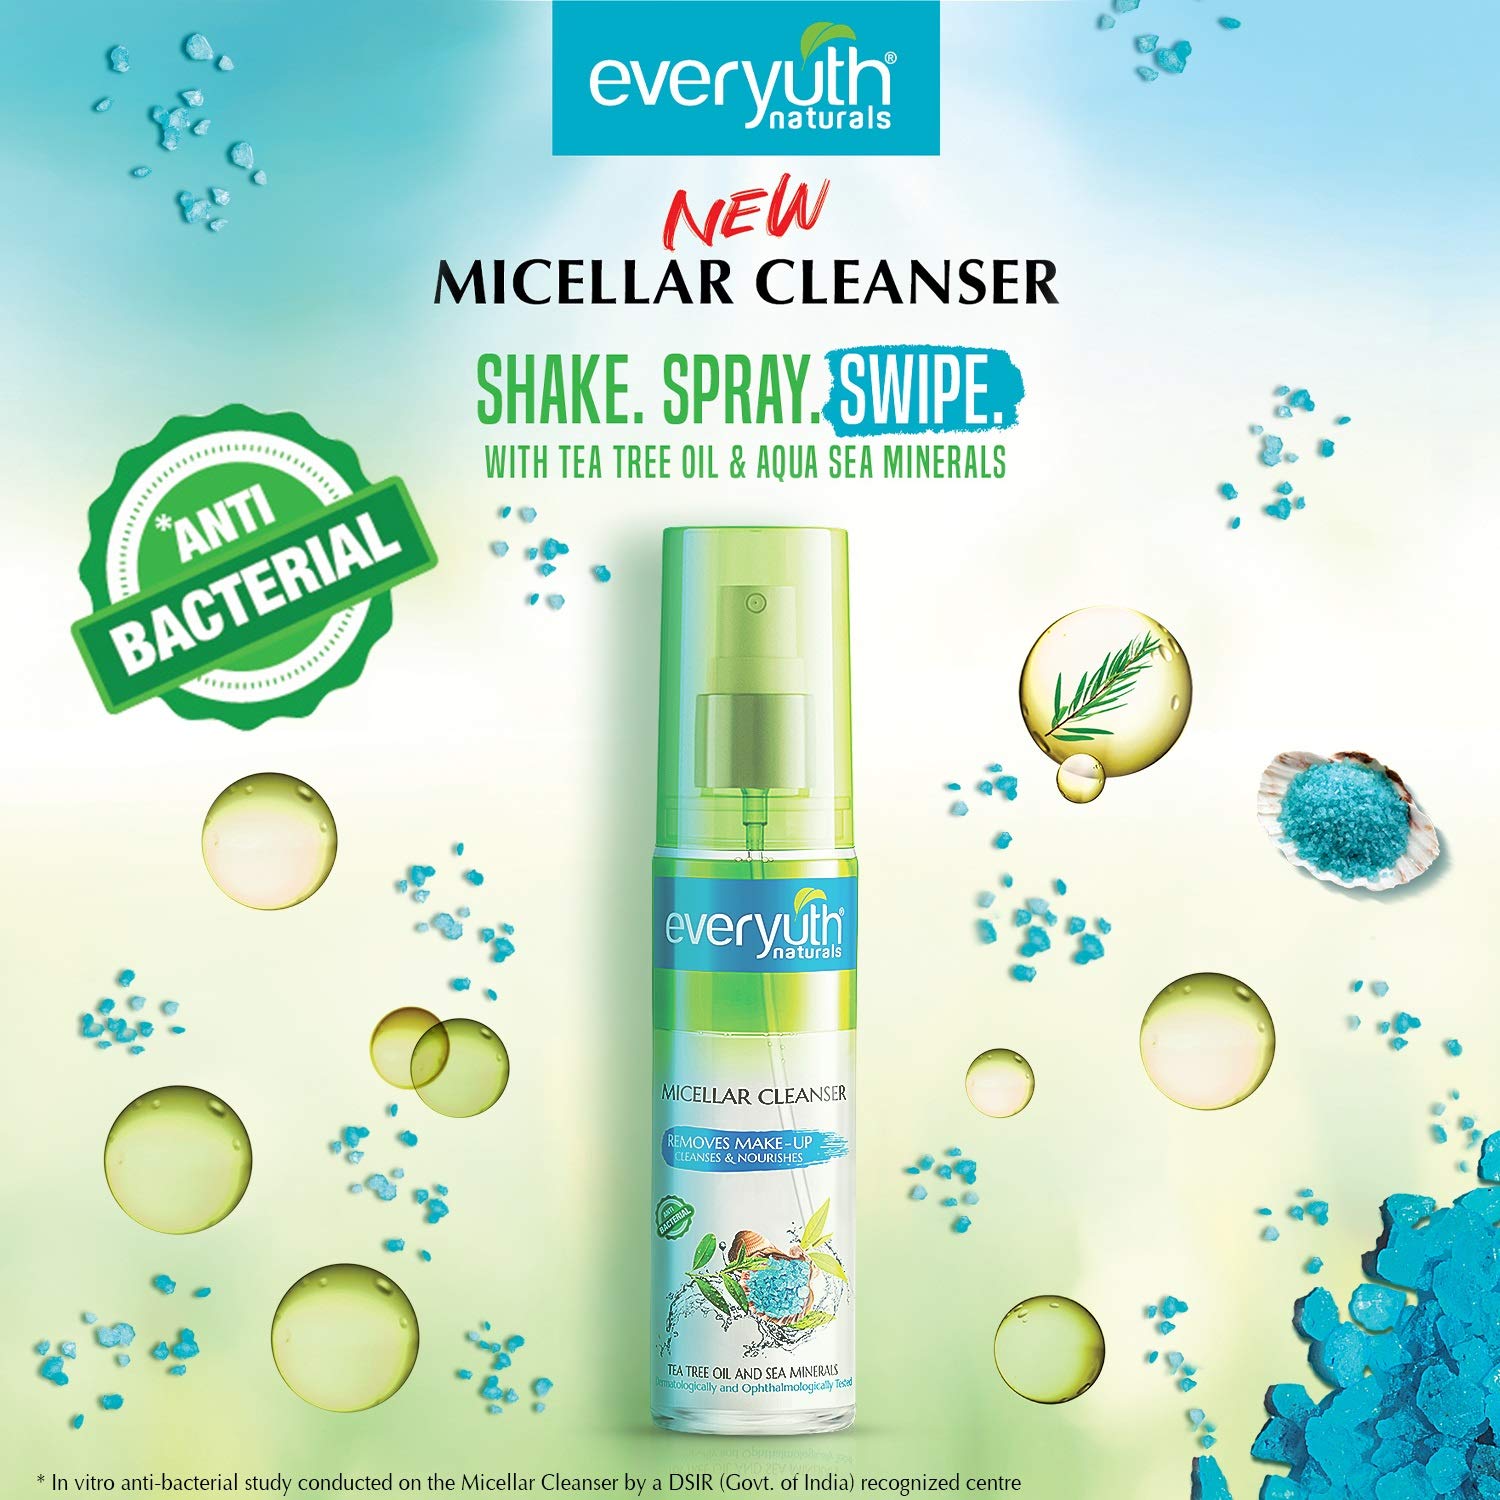 everyuth®
naturals
NEW
MICELLAR CLEANSER
SHAKE. SPRAY. SWIPE.
WITH TEA TREE OIL & AQUA SEA MINERALS
*ANTI
BACTERIAL
everyuth®
naturals
MICELLAR CLEANSER
REMOVES MAKE-UP
CLEANSES & NOURISHES
ANTI
BACTERIAL
TEA TREE OIL AND SEA MINERALS
Dermatologically and Ophthalmologically Tested
* In vitro anti-bacterial study conducted on the Micellar Cleanser by a DSIR (Govt. of India) recognized centre